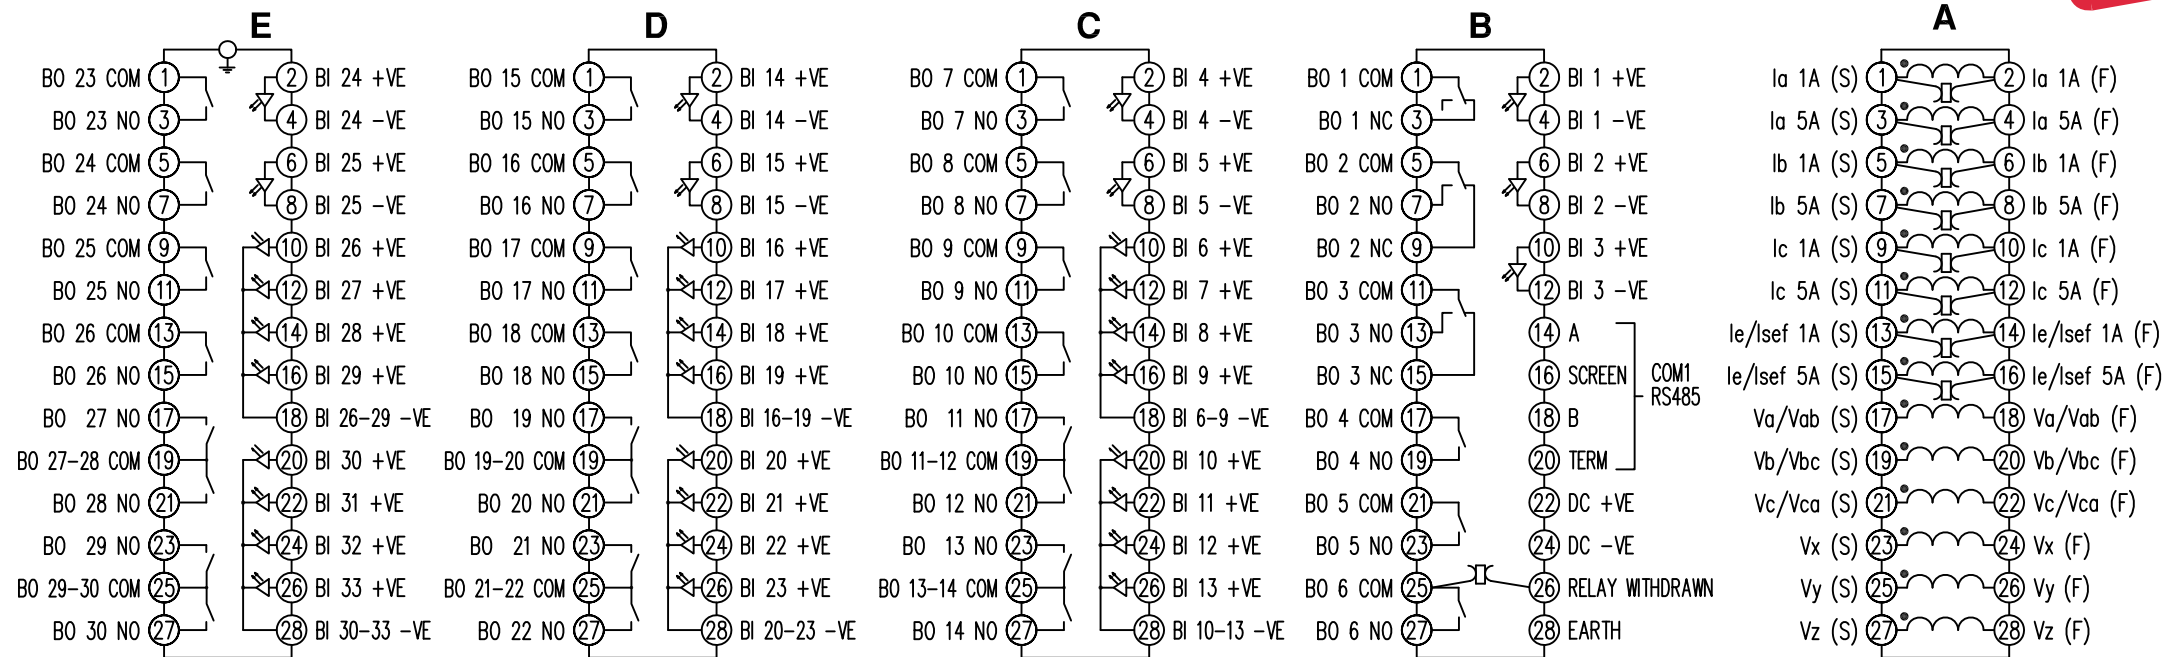 E D C B A
BO 23 COM 1 2 BI 24 +VE BO 15 COM 1 2 BI 14 +VE BO 7 COM 1 2 BI 4 +VE BO 1 COM 1 2 BI 1 +VE Ia 1A (S) 1 2 Ia 1A (F)
BO 23 NO 3 4 BI 24 -VE BO 15 NO 3 4 BI 14 -VE BO 7 NO 3 4 BI 4 -VE BO 1 NC 3 4 BI 1 -VE Ia 5A (S) 3 4 Ia 5A (F)
BO 24 COM 5 6 BI 25 +VE BO 16 COM 5 6 BI 15 +VE BO 8 COM 5 6 BI 5 +VE BO 2 COM 5 6 BI 2 +VE Ib 1A (S) 5 6 Ib 1A (F)
BO 24 NO 7 8 BI 25 -VE BO 16 NO 7 8 BI 15 -VE BO 8 NO 7 8 BI 5 -VE BO 2 NO 7 8 BI 2 -VE Ib 5A (S) 7 8 Ib 5A (F)
BO 25 COM 9 10 BI 26 +VE BO 17 COM 9 10 BI 16 +VE BO 9 COM 9 10 BI 6 +VE BO 2 NC 9 10 BI 3 +VE Ic 1A (S) 9 10 Ic 1A (F)
BO 25 NO 11 12 BI 27 +VE BO 17 NO 11 12 BI 17 +VE BO 9 NO 11 12 BI 7 +VE BO 3 COM 11 12 BI 3 -VE Ic 5A (S) 11 12 Ic 5A (F)
BO 26 COM 13 14 BI 28 +VE BO 18 COM 13 14 BI 18 +VE BO 10 COM 13 14 BI 8 +VE BO 3 NO 13 14 A Ie/Isef 1A (S) 13 14 Ie/Isef 1A (F)
BO 26 NO 15 16 BI 29 +VE BO 18 NO 15 16 BI 19 +VE BO 10 NO 15 16 BI 9 +VE BO 3 NC 15 16 SCREEN COM1 Ie/Isef 5A (S) 15 16 Ie/Isef 5A (F)
RS485
BO 27 NO 17 18 BI 26-29 -VE BO 19 NO 17 18 BI 16-19 -VE BO 11 NO 17 18 BI 6-9 -VE BO 4 COM 17 18 B Va/Vab (S) 17 18 Va/Vab (F)
BO 27-28 COM 19 20 BI 30 +VE BO 19-20 COM 19 20 BI 20 +VE BO 11-12 COM 19 20 BI 10 +VE BO 4 NO 19 20 TERM Vb/Vbc (S) 19 20 Vb/Vbc (F)
BO 28 NO 21 22 BI 31 +VE BO 20 NO 21 22 BI 21 +VE BO 12 NO 21 22 BI 11 +VE BO 5 COM 21 22 DC +VE Vc/Vca (S) 21 22 Vc/Vca (F)
BO 29 NO 23 24 BI 32 +VE BO 21 NO 23 24 BI 22 +VE BO 13 NO 23 24 BI 12 +VE BO 5 NO 23 24 DC -VE Vx (S) 23 24 Vx (F)
BO 29-30 COM 25 26 BI 33 +VE BO 21-22 COM 25 26 BI 23 +VE BO 13-14 COM 25 26 BI 13 +VE BO 6 COM 25 26 RELAY WITHDRAWN Vy (S) 25 26 Vy (F)
BO 30 NO 27 28 BI 30-33 -VE BO 22 NO 27 28 BI 20-23 -VE BO 14 NO 27 28 BI 10-13 -VE BO 6 NO 27 28 EARTH Vz (S) 27 28 Vz (F)